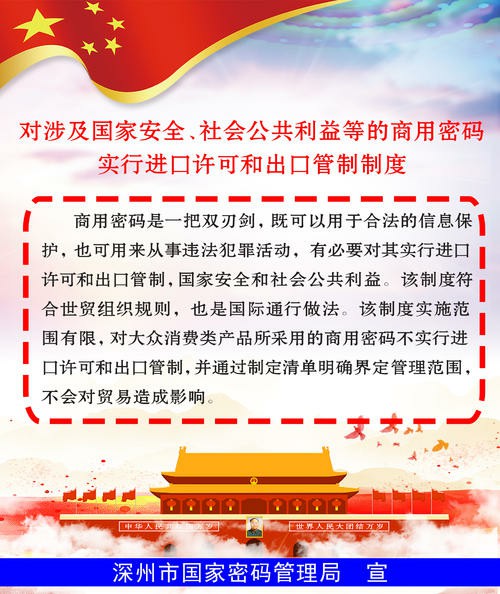 对涉及国家安全、社会公共利益等的商用密码
实行进口许可和出口管制制度
商用密码是一把双刃剑，既可以用于合法的信息保
护，也可用来从事违法犯罪活动，有必要对其实行进口
许可和出口管制，国家安全和社会公共利益。该制度符
合世贸组织规则，也是国际通行做法。该制度实施范
围有限，对大众消费类产品所采用的商用密码不实行进
口许可和出口管制，并通过制定清单明确界定管理范围，
不会对贸易造成影响。
中华人民共和国万岁
世界人民大团结万岁
深州市国家密码管理局 宣